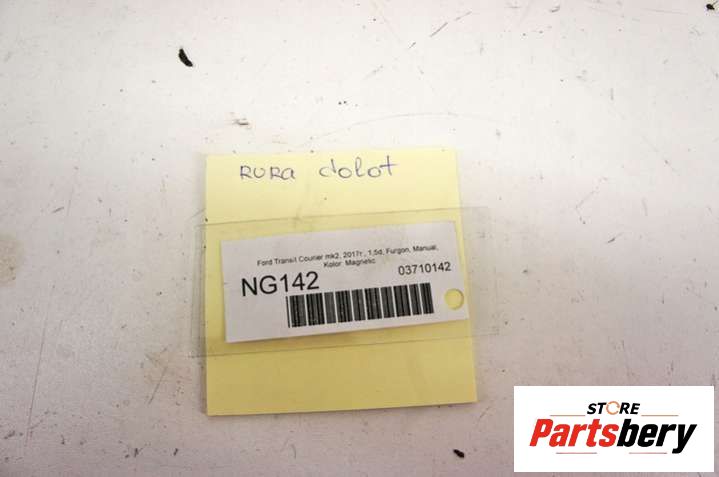 RURa dolot
Ford Transit Courier mk2, 2017r , 1,5d, Furgon, Manual,
Kolor: Magnetic
NG142 03710142
STORE
Partsbery